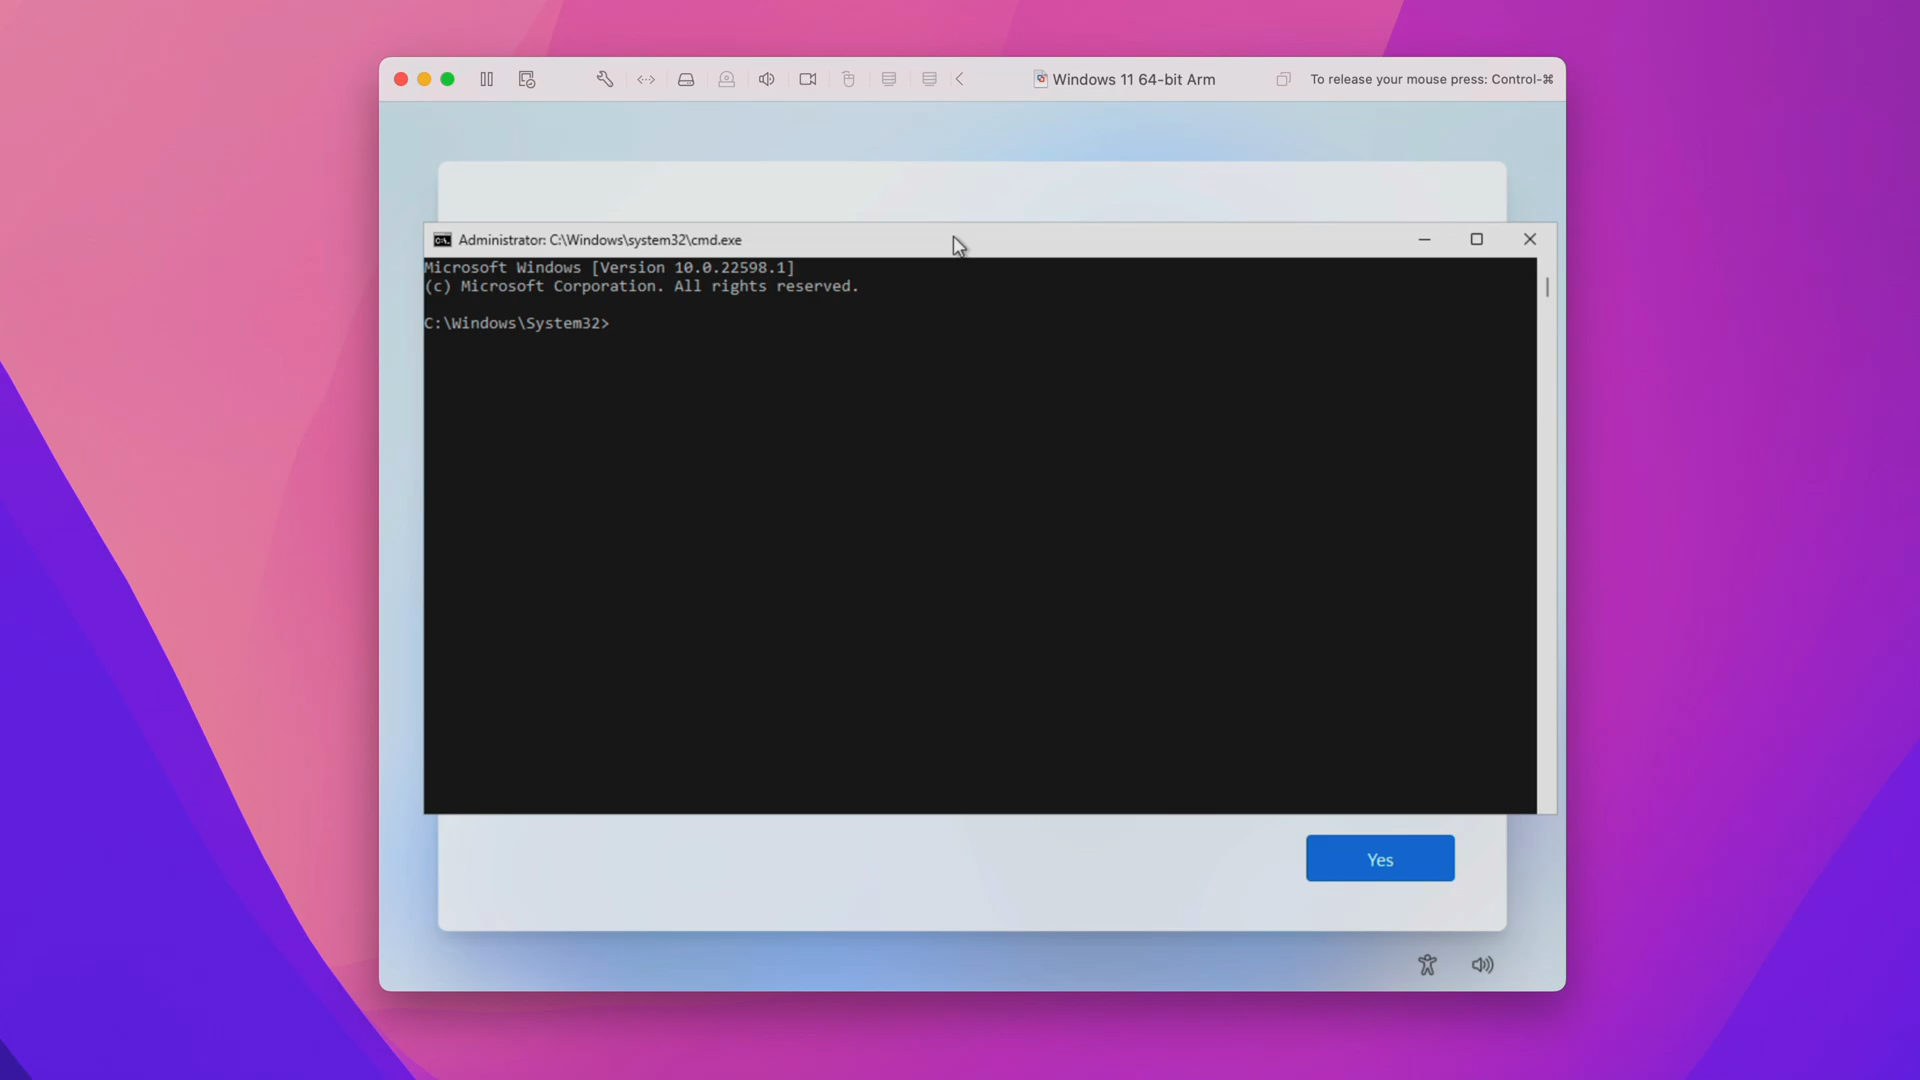 Windows 11 64-bit Arm
To release your mouse press: Control-⌘
Administrator: C:\Windows\system32\cmd.exe
Microsoft Windows [Version 10.0.22598.1]
(c) Microsoft Corporation. All rights reserved.
C:\Windows\System32>
Yes